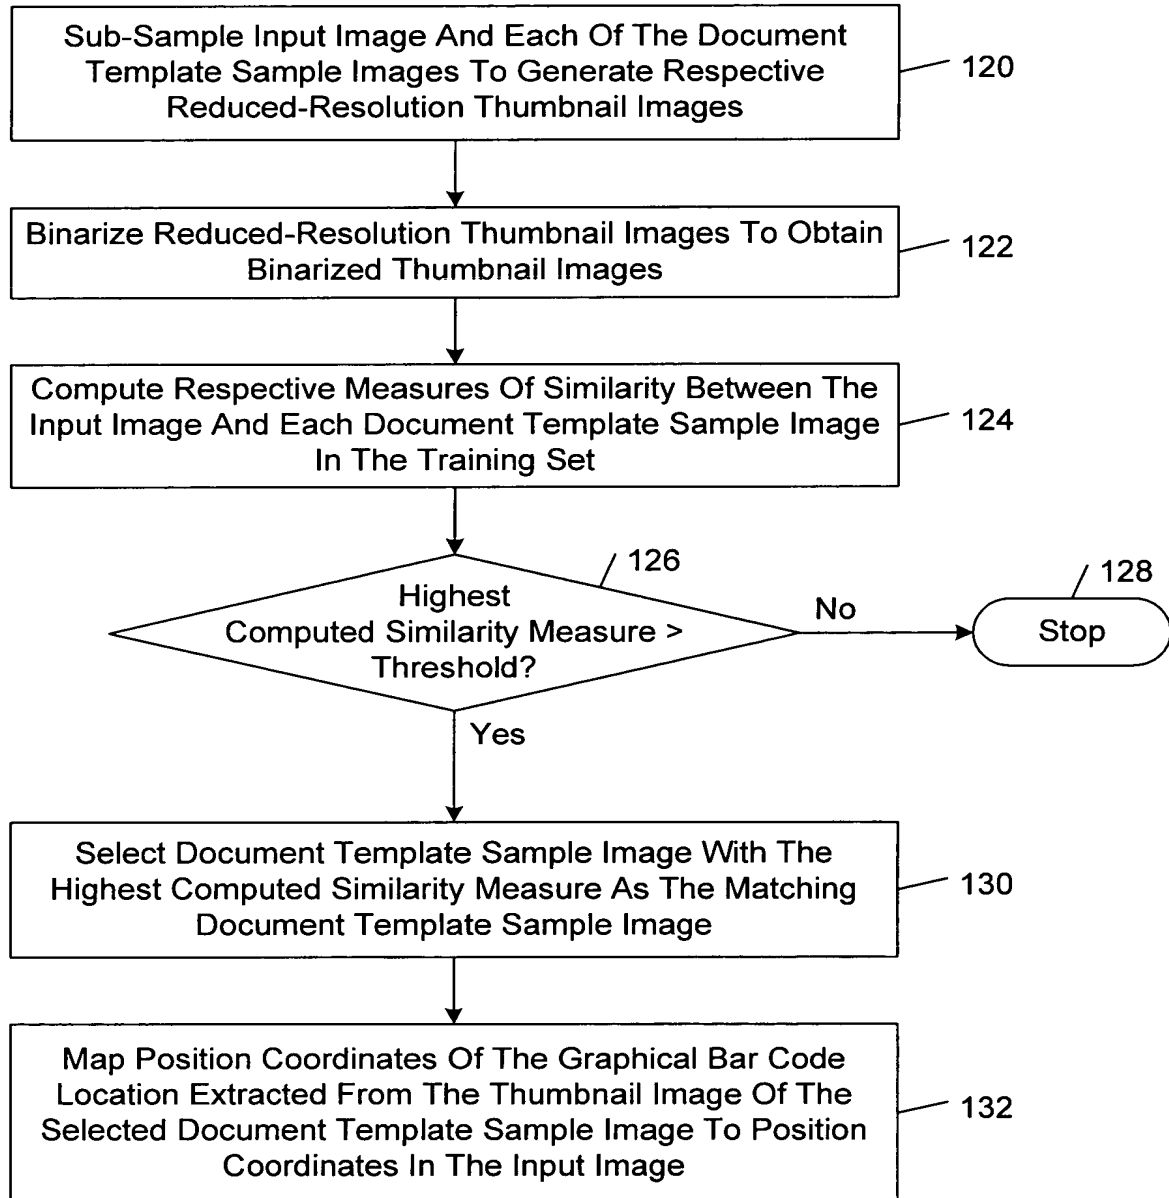 Sub-Sample Input Image And Each Of The Document
Template Sample Images To Generate Respective
Reduced-Resolution Thumbnail Images
120
Binarize Reduced-Resolution Thumbnail Images To Obtain
Binarized Thumbnail Images
122
Compute Respective Measures Of Similarity Between The
Input Image And Each Document Template Sample Image
In The Training Set
124
126
Highest
Computed Similarity Measure >
Threshold?
No
128
Stop
Yes
Select Document Template Sample Image With The
Highest Computed Similarity Measure As The Matching
Document Template Sample Image
130
Map Position Coordinates Of The Graphical Bar Code
Location Extracted From The Thumbnail Image Of The
Selected Document Template Sample Image To Position
Coordinates In The Input Image
132